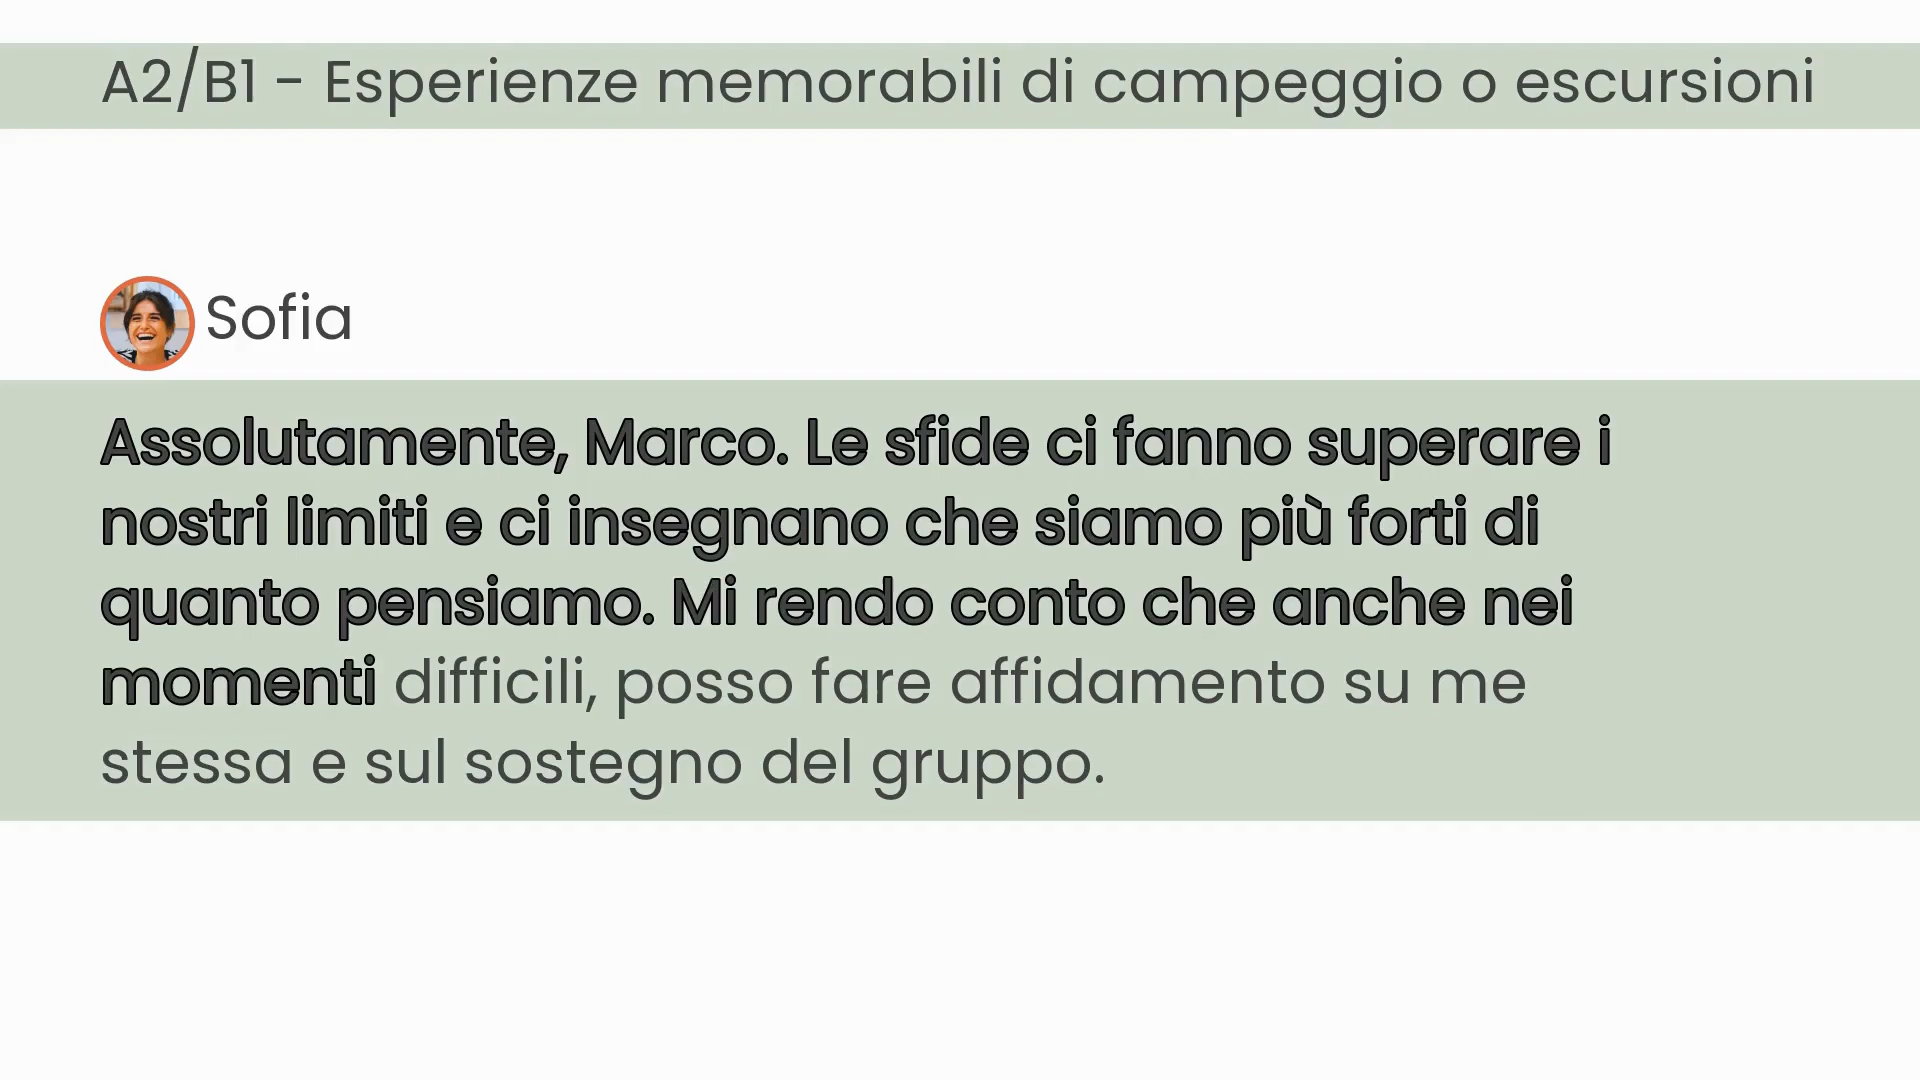 A2/B1 - Esperienze memorabili di campeggio o escursioni
Sofia
Assolutamente, Marco. Le sfide ci fanno superare i
nostri limiti e ci insegnano che siamo più forti di
quanto pensiamo. Mi rendo conto che anche nei
momenti difficili, posso fare affidamento su me
stessa e sul sostegno del gruppo.